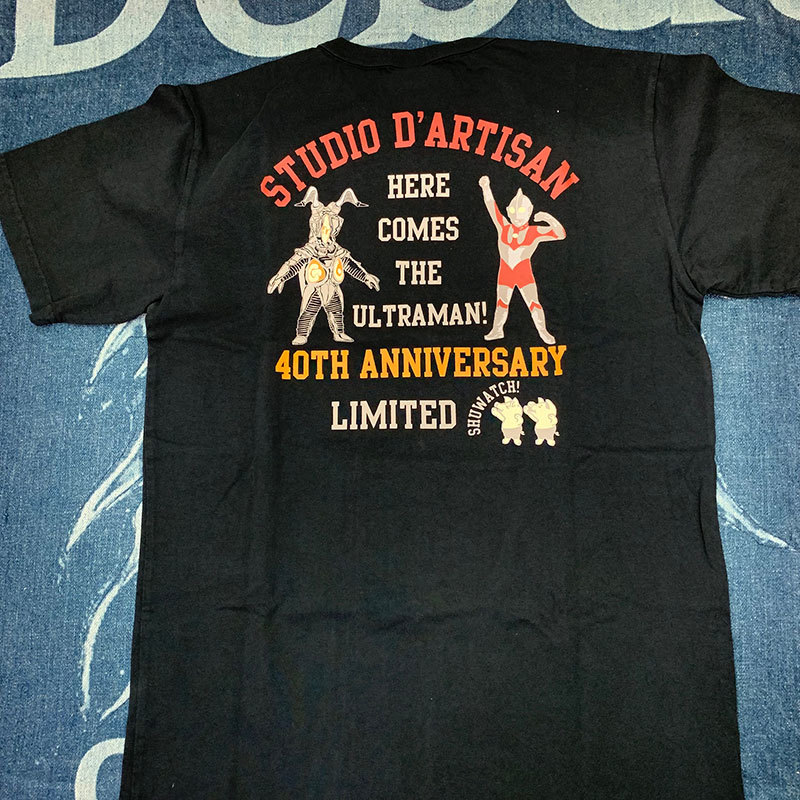 STUDIO D'ARTISAN
HERE
COMES
THE
ULTRAMAN!
40TH ANNIVERSARY
LIMITED
SHUWATCH!